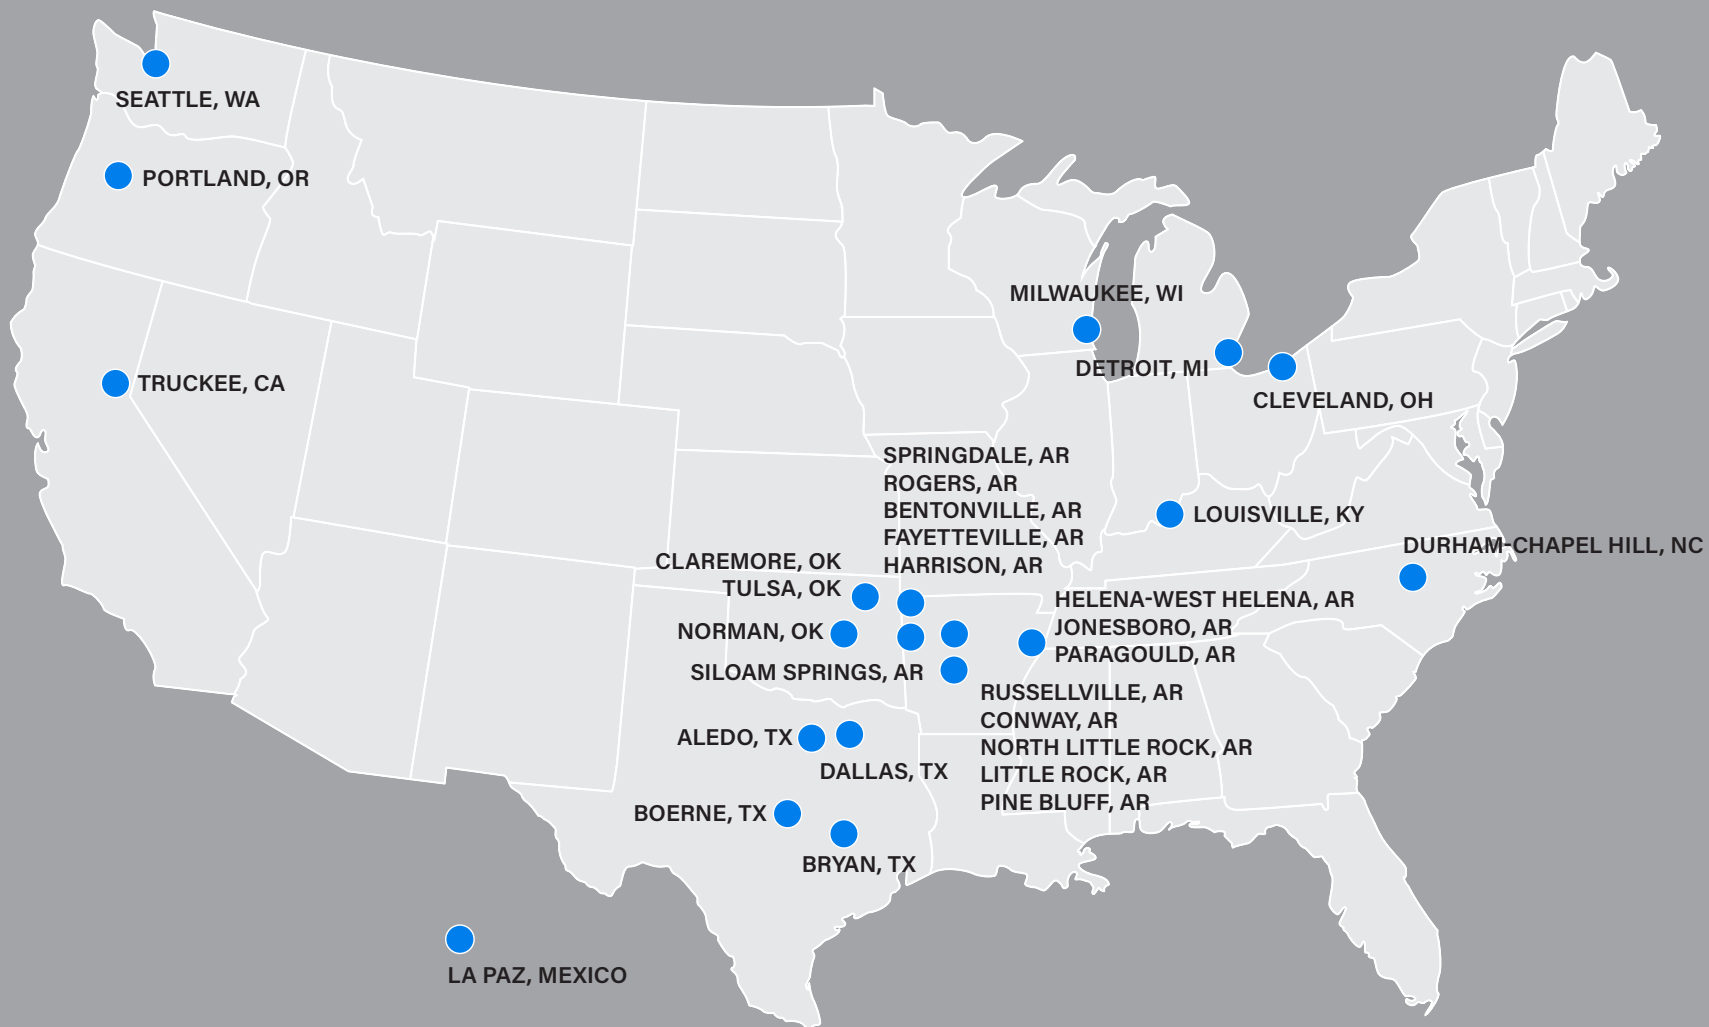 SEATTLE, WA
PORTLAND, OR
TRUCKEE, CA
MILWAUKEE, WI
DETROIT, MI
CLEVELAND, OH
SPRINGDALE, AR
ROGERS, AR
BENTONVILLE, AR
FAYETTEVILLE, AR
HARRISON, AR
LOUISVILLE, KY
DURHAM-CHAPEL HILL, NC
CLAREMORE, OK
TULSA, OK
NORMAN, OK
SILOAM SPRINGS, AR
HELENA-WEST HELENA, AR
JONESBORO, AR
PARAGOULD, AR
RUSSELLVILLE, AR
CONWAY, AR
NORTH LITTLE ROCK, AR
LITTLE ROCK, AR
PINE BLUFF, AR
ALEDO, TX
DALLAS, TX
BOERNE, TX
BRYAN, TX
LA PAZ, MEXICO